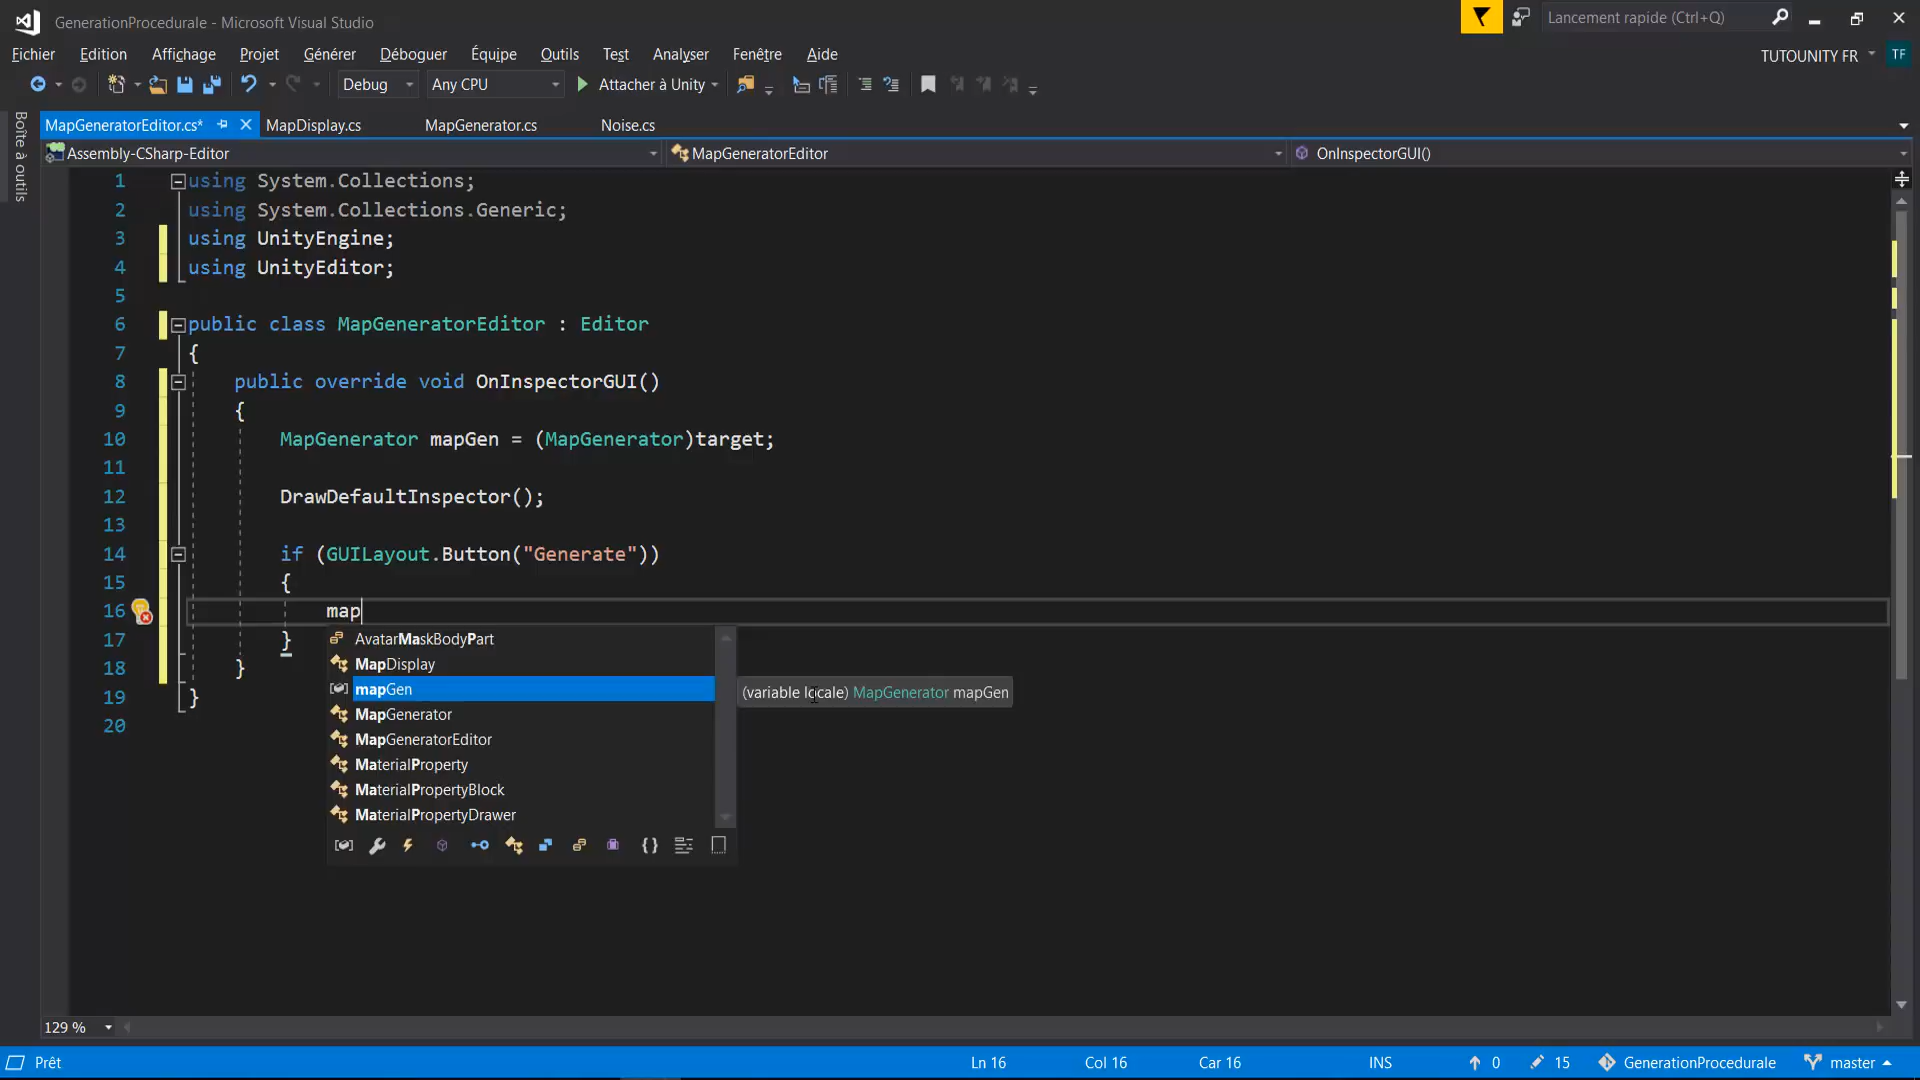 GenerationProcedurale - Microsoft Visual Studio
Lancement rapide (Ctrl+Q)
Fichier Edition Affichage Projet Générer Déboguer Équipe Outils Test Analyser Fenêtre Aide
TUTOUNITY FR TF
Debug Any CPU Attacher à Unity
Boîte à outils
MapGeneratorEditor.cs* MapDisplay.cs MapGenerator.cs Noise.cs
Assembly-CSharp-Editor MapGeneratorEditor OnInspectorGUI()
1 using System.Collections;
2 using System.Collections.Generic;
3 using UnityEngine;
4 using UnityEditor;
5
6 public class MapGeneratorEditor : Editor
7 {
8 public override void OnInspectorGUI()
9 {
10 MapGenerator mapGen = (MapGenerator)target;
11
12 DrawDefaultInspector();
13
14 if (GUILayout.Button("Generate"))
15 {
16 map
17 }
18 }
19 }
20
AvatarMaskBodyPart
MapDisplay
mapGen
(variable locale) MapGenerator mapGen
MapGenerator
MapGeneratorEditor
MaterialProperty
MaterialPropertyBlock
MaterialPropertyDrawer
129 %
Prêt Ln 16 Col 16 Car 16 INS 0 15 GenerationProcedurale master